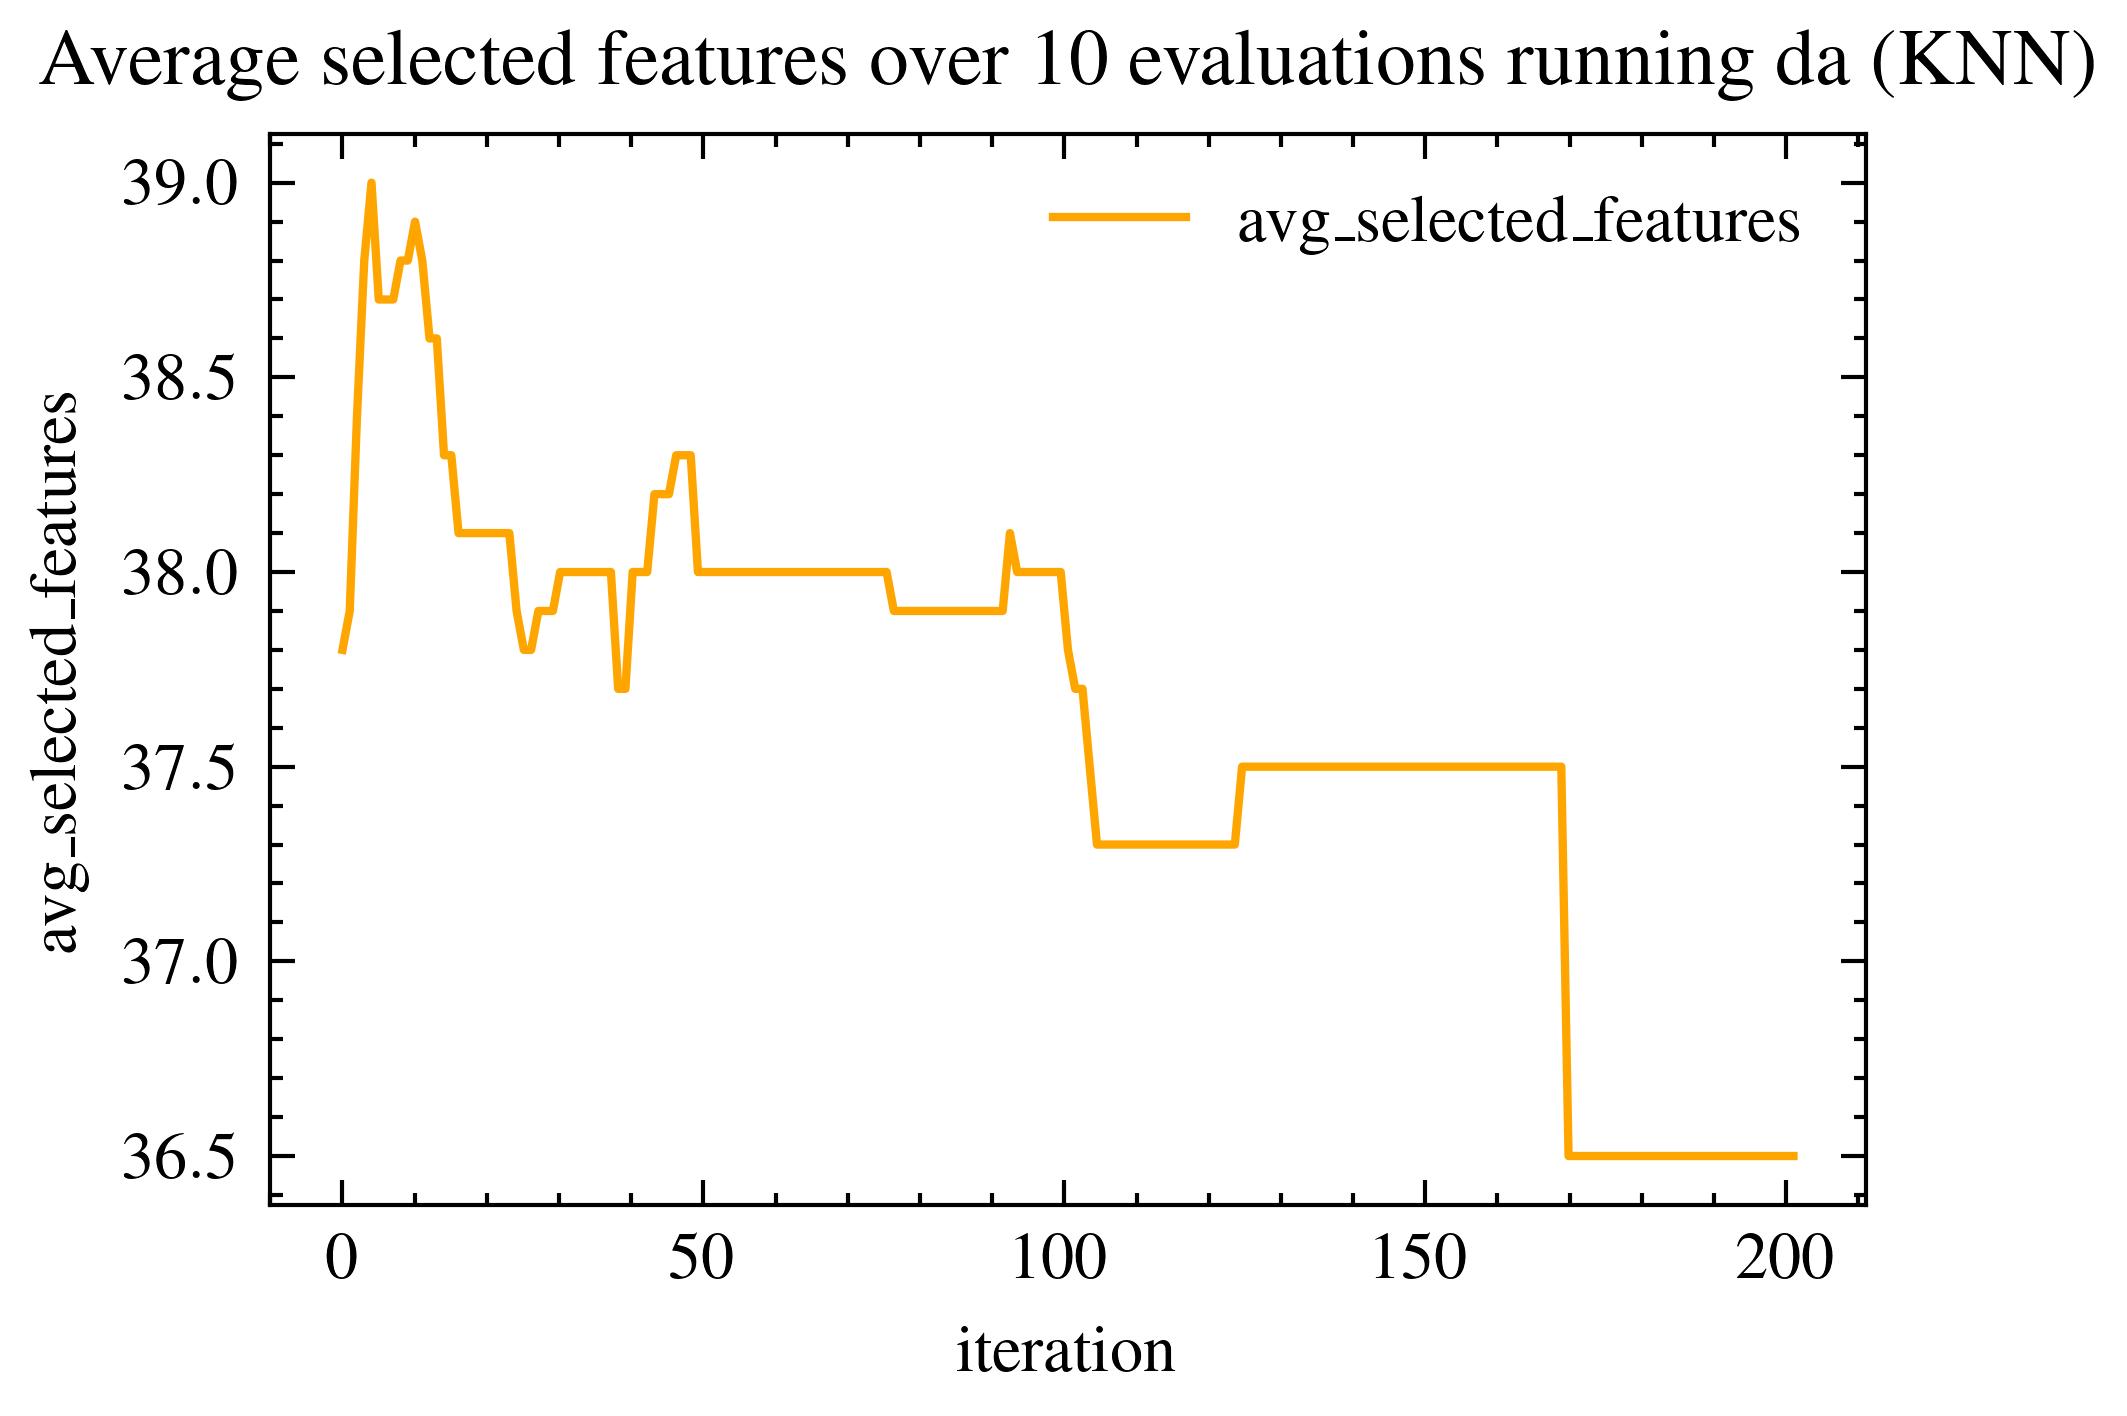 Average selected features over 10 evaluations running da (KNN)
avg_selected_features
39.0
38.5
38.0
37.5
37.0
36.5
avg_selected_features
0 50 100 150 200
iteration